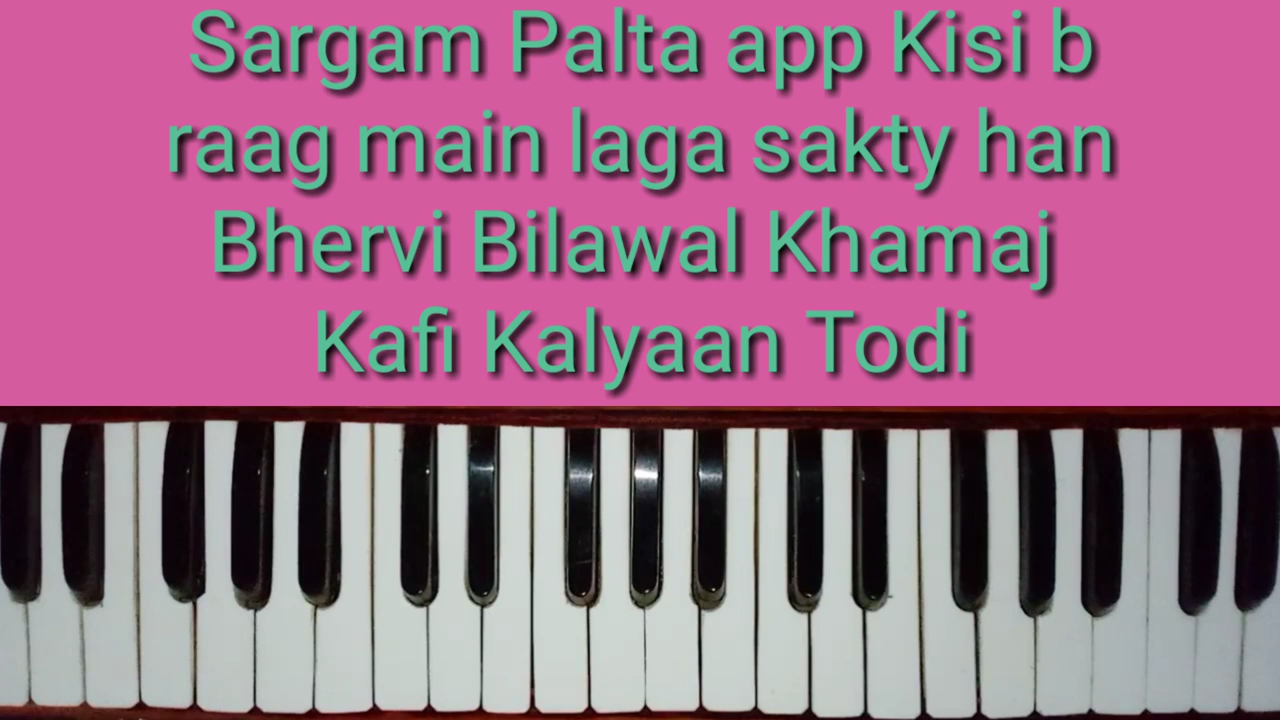 Sargam Palta app Kisi b
raag main laga sakty han
Bhervi Bilawal Khamaj
Kafi Kalyaan Todi